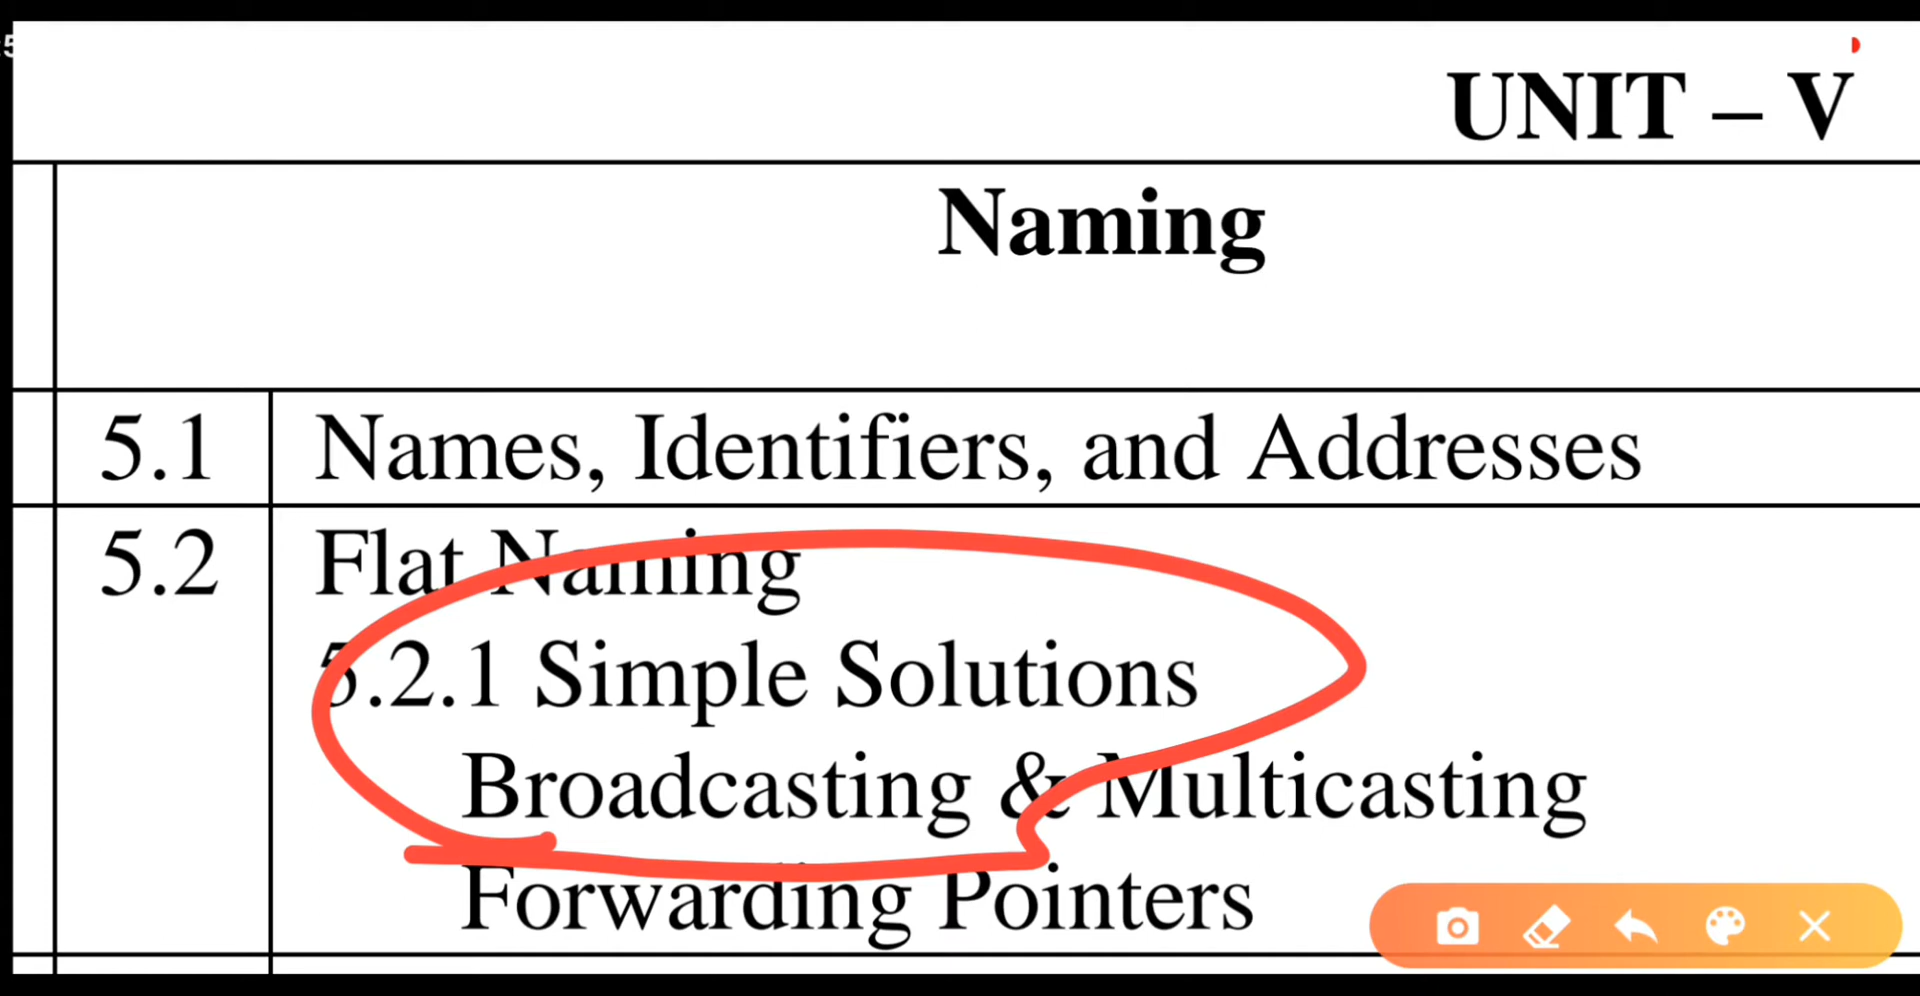 UNIT – V
Naming
5.1 Names, Identifiers, and Addresses
5.2 Flat Naming
5.2.1 Simple Solutions
Broadcasting & Multicasting
Forwarding Pointers